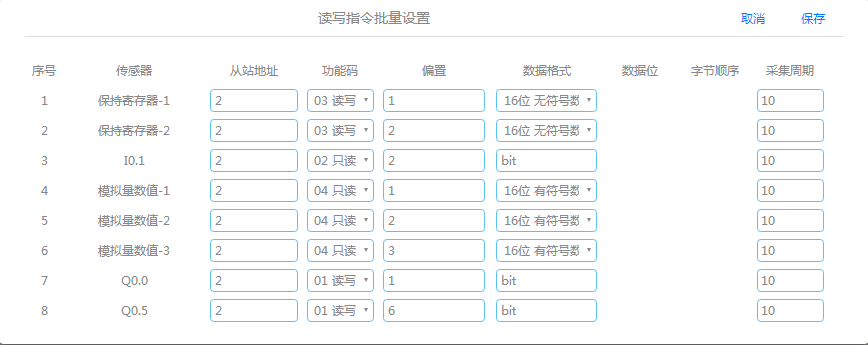 读写指令批量设置 取消 保存
序号 传感器 从站地址 功能码 偏置 数据格式 数据位 字节顺序 采集周期
1 保持寄存器-1 2 03 读写 1 16位 无符号数 10
2 保持寄存器-2 2 03 读写 2 16位 无符号数 10
3 I0.1 2 02 只读 2 bit 10
4 模拟量数值-1 2 04 只读 1 16位 有符号数 10
5 模拟量数值-2 2 04 只读 2 16位 有符号数 10
6 模拟量数值-3 2 04 只读 3 16位 有符号数 10
7 Q0.0 2 01 读写 1 bit 10
8 Q0.5 2 01 读写 6 bit 10